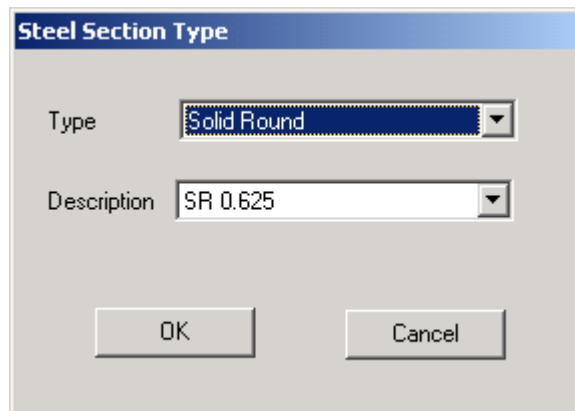 Steel Section Type
Type Solid Round
Description SR 0.625
OK Cancel